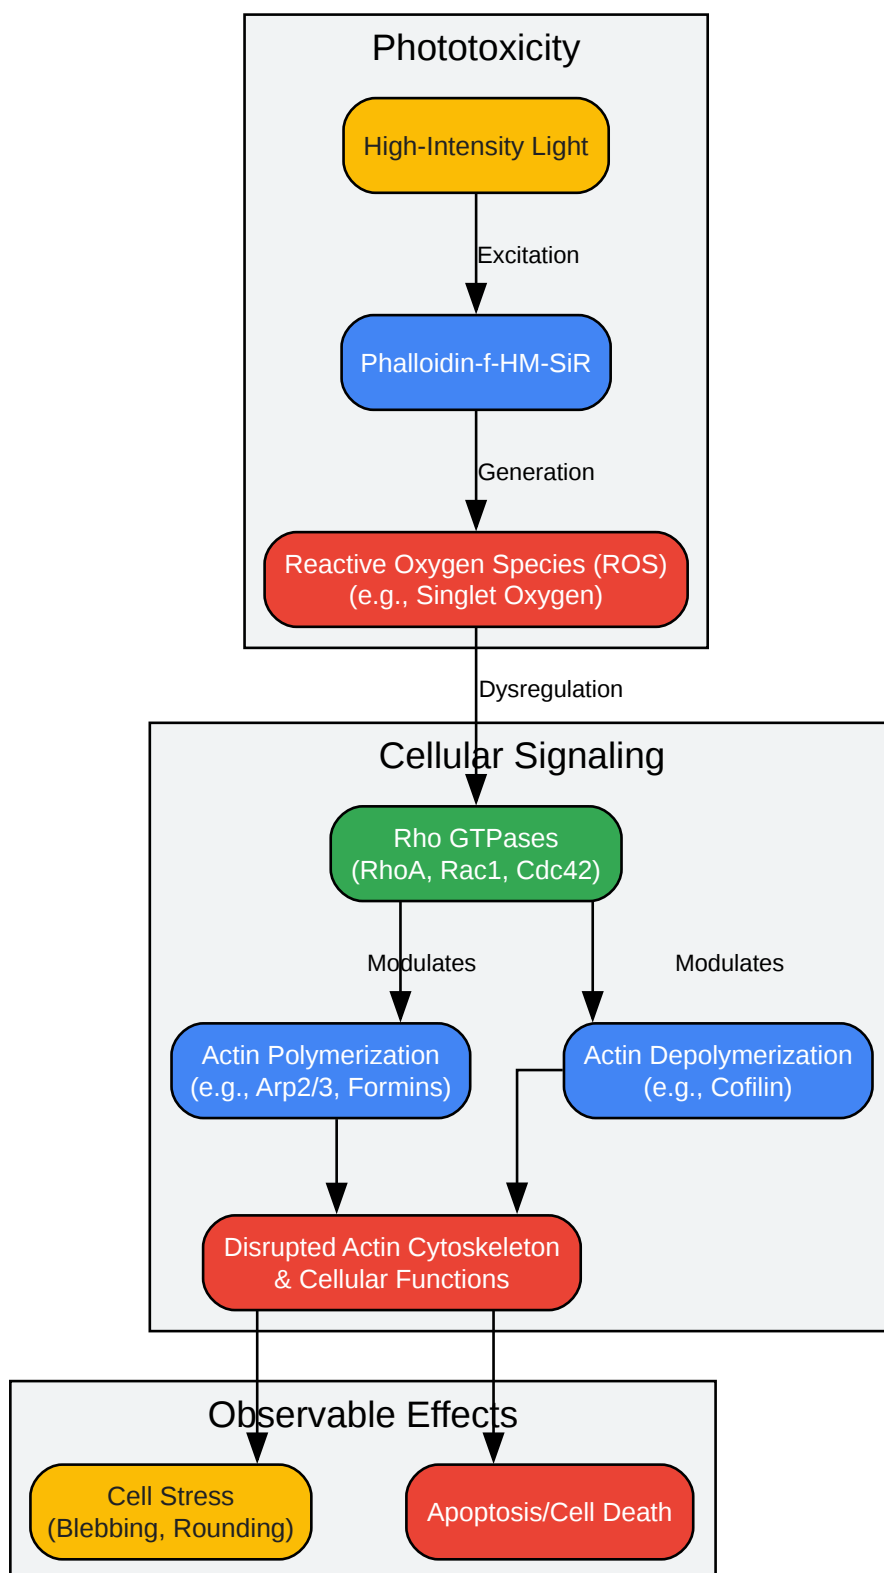 Phototoxicity
High-Intensity Light
Excitation
Phalloidin-f-HM-SiR
Generation
Reactive Oxygen Species (ROS)
(e.g., Singlet Oxygen)
Dysregulation
Cellular Signaling
Rho GTPases
(RhoA, Rac1, Cdc42)
Modulates
Modulates
Actin Polymerization
(e.g., Arp2/3, Formins)
Actin Depolymerization
(e.g., Cofilin)
Disrupted Actin Cytoskeleton
& Cellular Functions
Observable Effects
Cell Stress
(Blebbing, Rounding)
Apoptosis/Cell Death